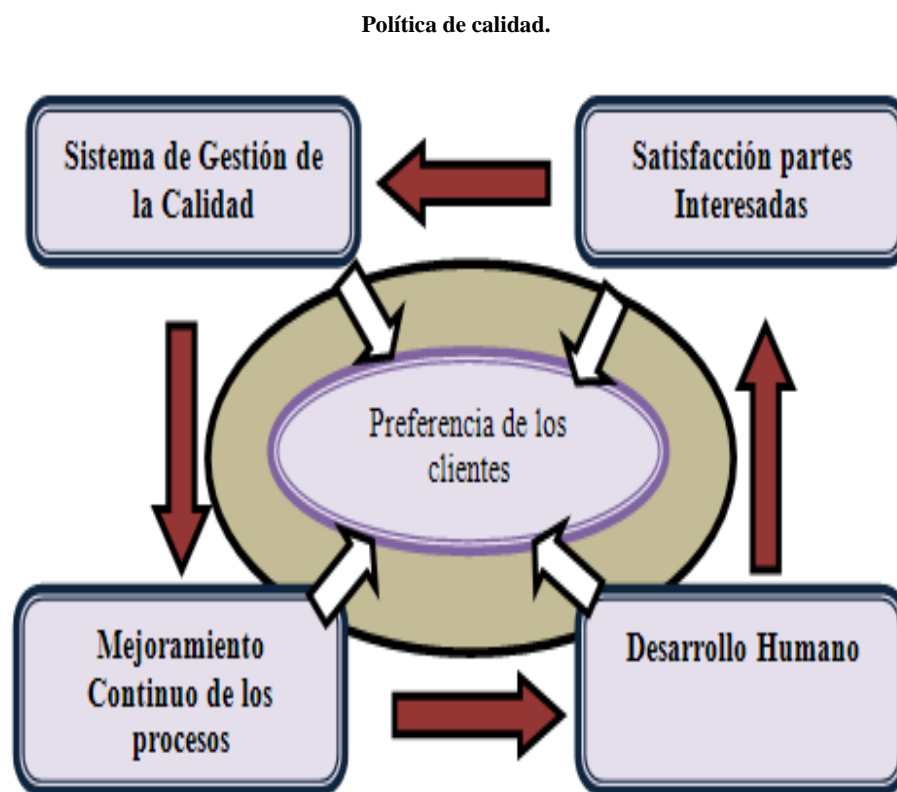 Política de calidad.
Sistema de Gestión de
la Calidad
Satisfacción partes
Interesadas
Preferencia de los
clientes
Mejoramiento
Continuo de los
procesos
Desarrollo Humano